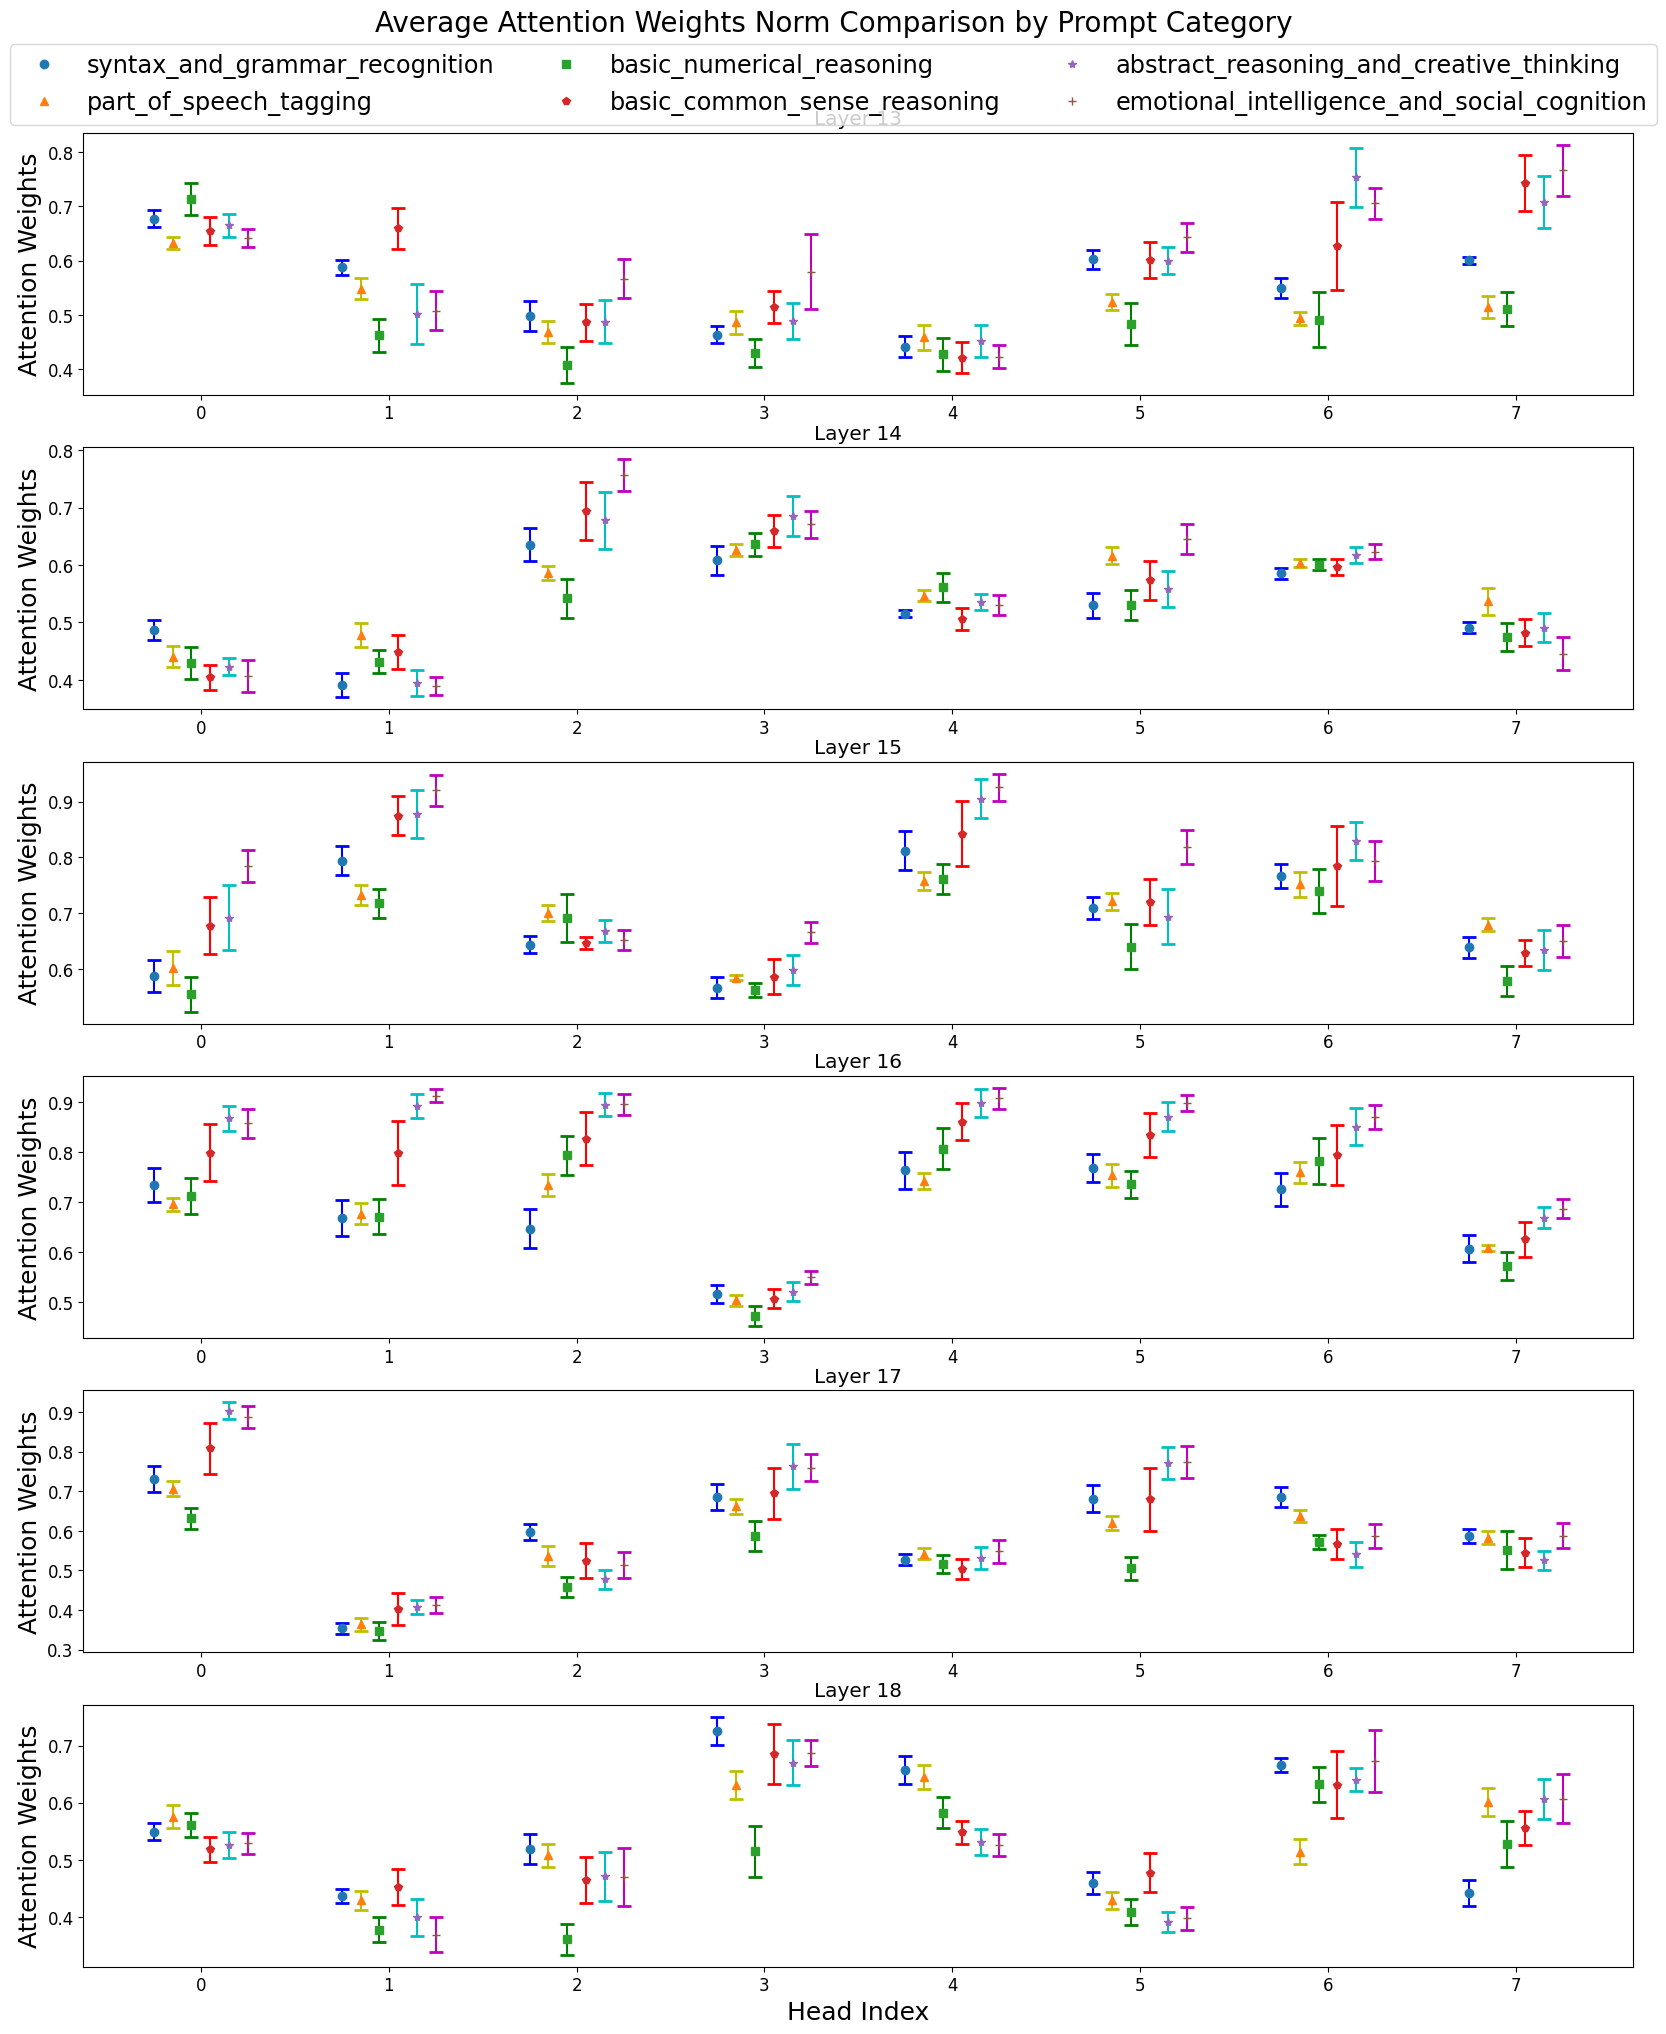 Average Attention Weights Norm Comparison by Prompt Category
syntax_and_grammar_recognition basic_numerical_reasoning abstract_reasoning_and_creative_thinking
part_of_speech_tagging basic_common_sense_reasoning emotional_intelligence_and_social_cognition
Layer 13
Attention Weights
0.8
0.7
0.6
0.5
0.4
0 1 2 3 4 5 6 7
Layer 14
Attention Weights
0.8
0.7
0.6
0.5
0.4
0 1 2 3 4 5 6 7
Layer 15
Attention Weights
0.9
0.8
0.7
0.6
0 1 2 3 4 5 6 7
Layer 16
Attention Weights
0.9
0.8
0.7
0.6
0.5
0 1 2 3 4 5 6 7
Layer 17
Attention Weights
0.9
0.8
0.7
0.6
0.5
0.4
0.3
0 1 2 3 4 5 6 7
Layer 18
Attention Weights
0.7
0.6
0.5
0.4
0 1 2 3 4 5 6 7
Head Index